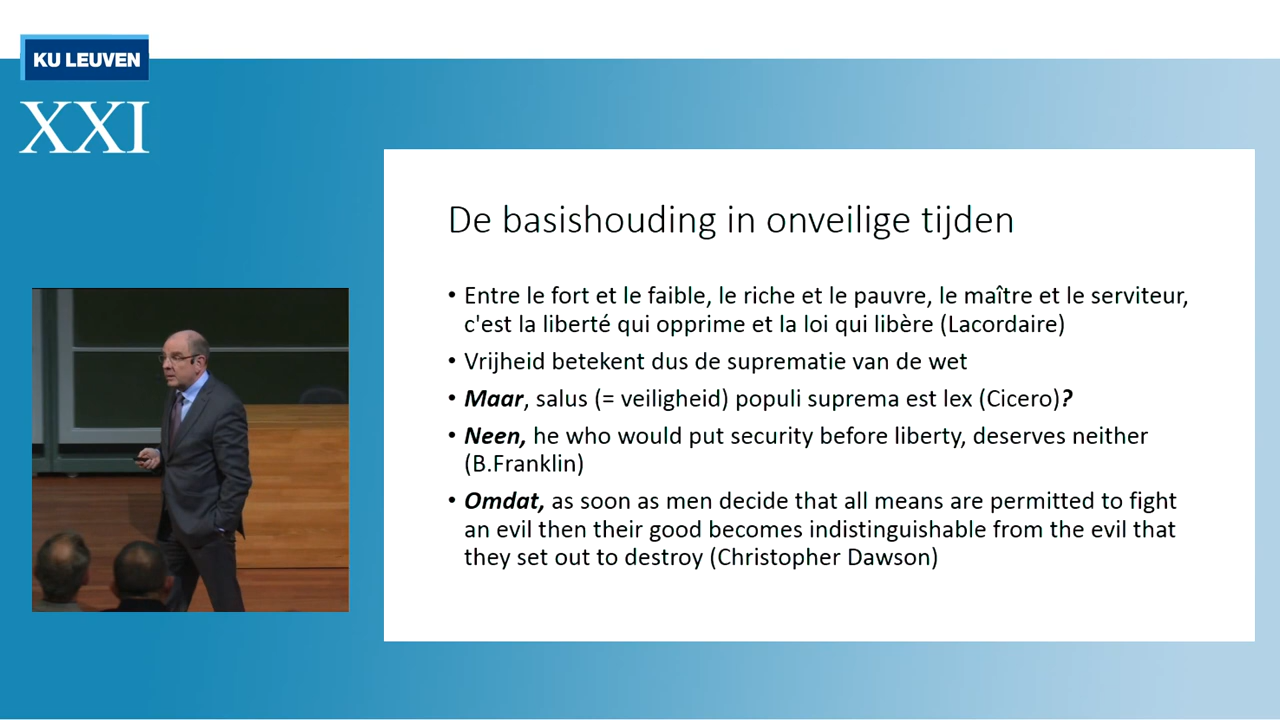 KU LEUVEN
XXI
De basishouding in onveilige tijden
• Entre le fort et le faible, le riche et le pauvre, le maître et le serviteur,
c'est la liberté qui opprime et la loi qui libère (Lacordaire)
• Vrijheid betekent dus de suprematie van de wet
• Maar, salus (= veiligheid) populi suprema est lex (Cicero)?
• Neen, he who would put security before liberty, deserves neither
(B.Franklin)
• Omdat, as soon as men decide that all means are permitted to fight
an evil then their good becomes indistinguishable from the evil that
they set out to destroy (Christopher Dawson)